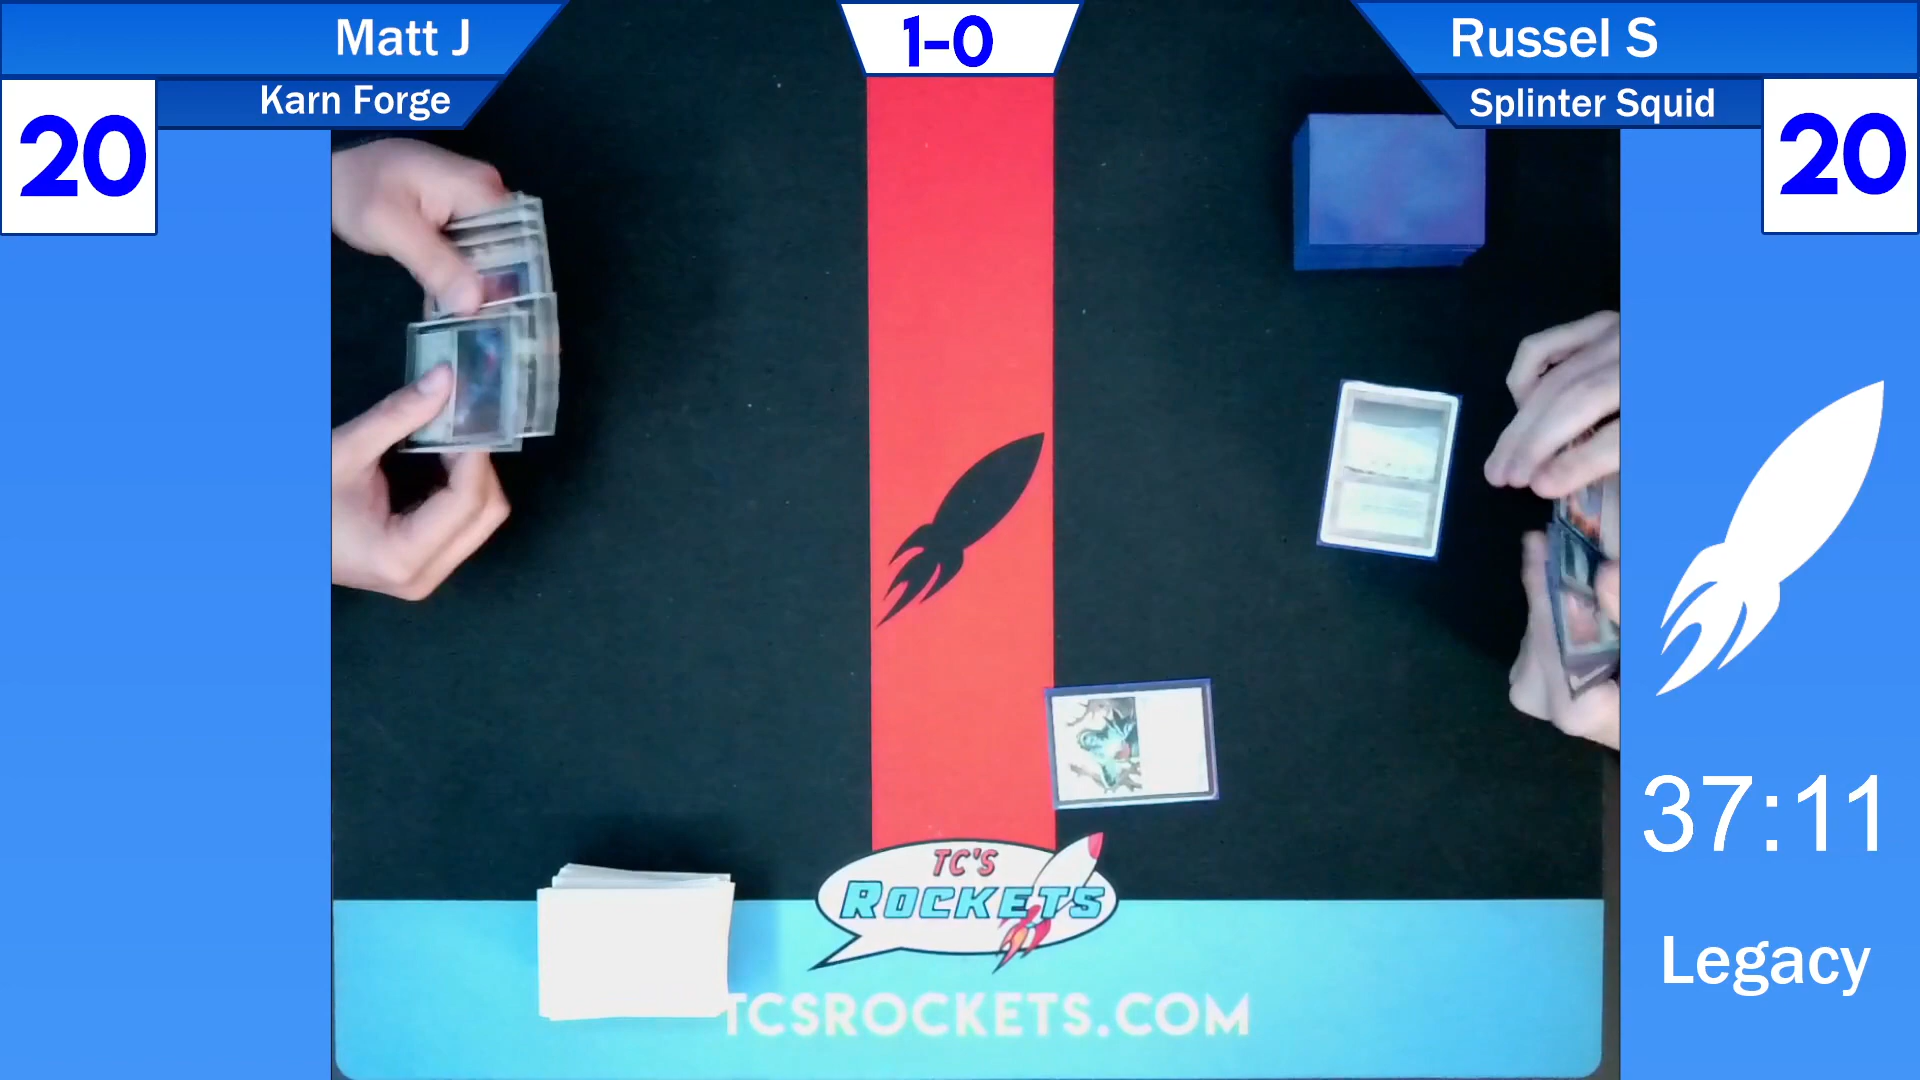 Matt J
1-0
Russel S
Karn Forge
Splinter Squid
20
20
37:11
Legacy
TC'S
ROCKETS
TCSROCKETS.COM